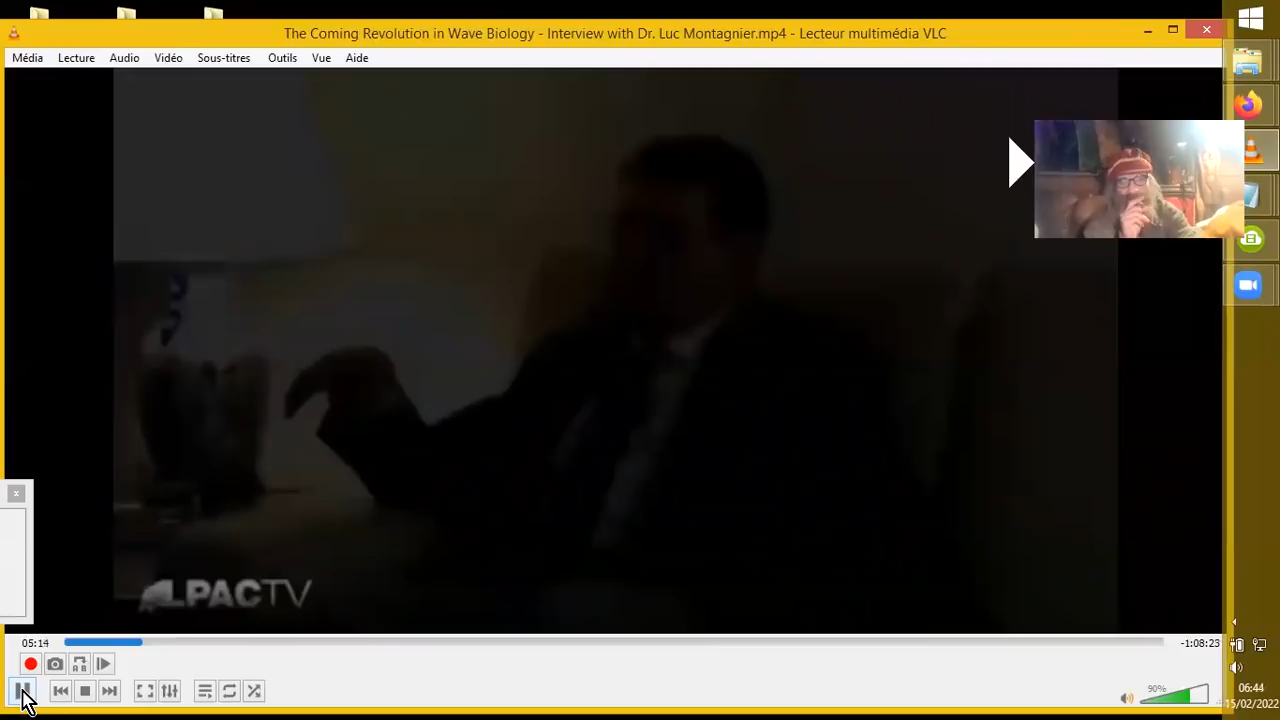 The Coming Revolution in Wave Biology - Interview with Dr. Luc Montagnier.mp4 - Lecteur multimédia VLC
Média Lecture Audio Vidéo Sous-titres Outils Vue Aide
LPACTV
05:14 -1:08:23
90%
06:44
15/02/2022